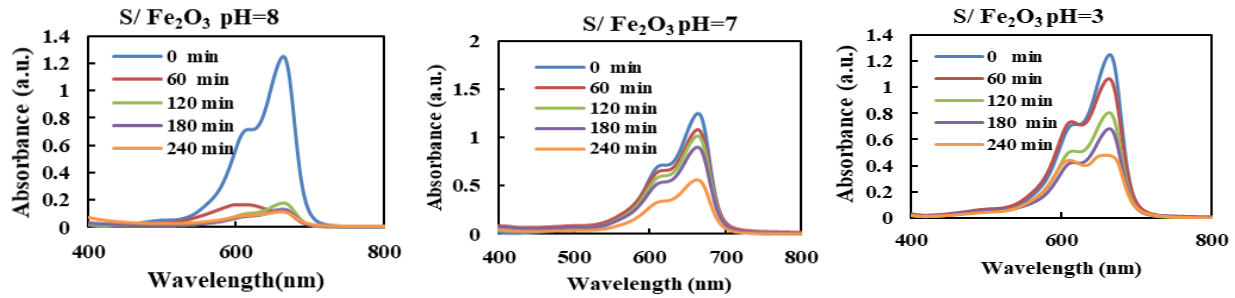 S/ Fe₂O₃ pH=8
1.4
1.2
1
0.8
0.6
0.4
0.2
0
Absorbance (a.u.)
0 min
60 min
120 min
180 min
240 min
400
600
800
Wavelength(nm)
S/ Fe₂O₃ pH=7
2
1.5
1
0.5
0
Absorbance (a.u.)
0 min
60 min
120 min
180 min
240 min
400
500
600
700
800
Wavelength (nm)
S/ Fe₂O₃ pH=3
1.4
1.2
1
0.8
0.6
0.4
0.2
0
Absorbance (a.u.)
0 min
60 min
120 min
180 min
240 min
400
600
800
Wavelength (nm)